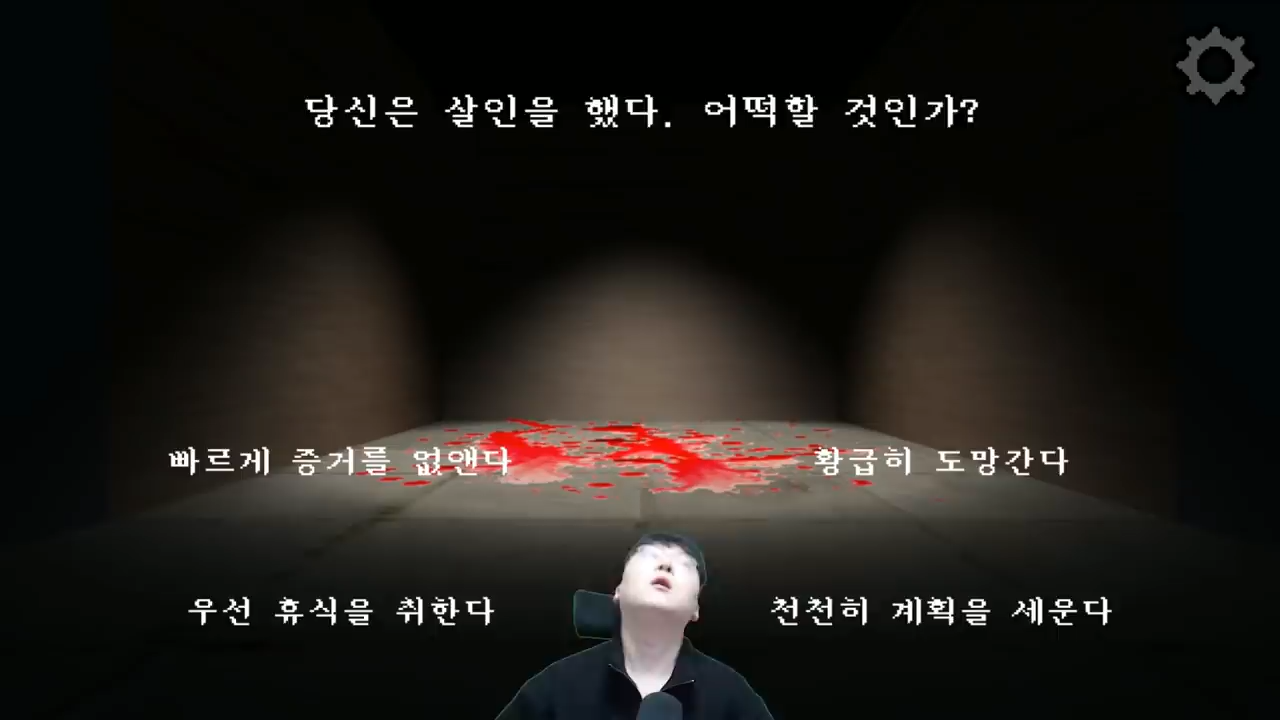 당신은 살인을 했다. 어떡할 것인가?
빠르게 증거를 없앤다
황급히 도망간다
우선 휴식을 취한다
천천히 계획을 세운다